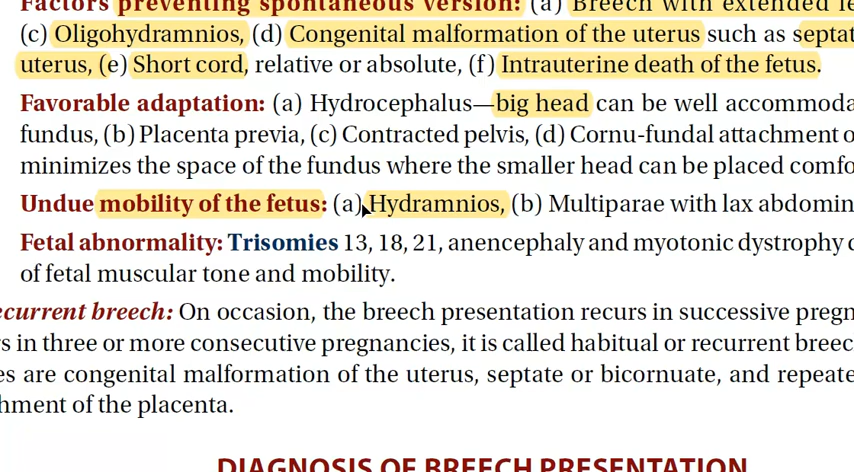 Factors preventing spontaneous version: (a) Breech with extended
(c) Oligohydramnios, (d) Congenital malformation of the uterus such as septat
uterus, (e) Short cord, relative or absolute, (f) Intrauterine death of the fetus.
Favorable adaptation: (a) Hydrocephalus—big head can be well accommoda
fundus, (b) Placenta previa, (c) Contracted pelvis, (d) Cornu-fundal attachment o
minimizes the space of the fundus where the smaller head can be placed comfo
Undue mobility of the fetus: (a) Hydramnios, (b) Multiparae with lax abdomin
Fetal abnormality: Trisomies 13, 18, 21, anencephaly and myotonic dystrophy
of fetal muscular tone and mobility.
ecurrent breech: On occasion, the breech presentation recurs in successive pregn
s in three or more consecutive pregnancies, it is called habitual or recurrent breec
es are congenital malformation of the uterus, septate or bicornuate, and repeate
hment of the placenta.
DIAGNOSIS OF BREECH PRESENTATION